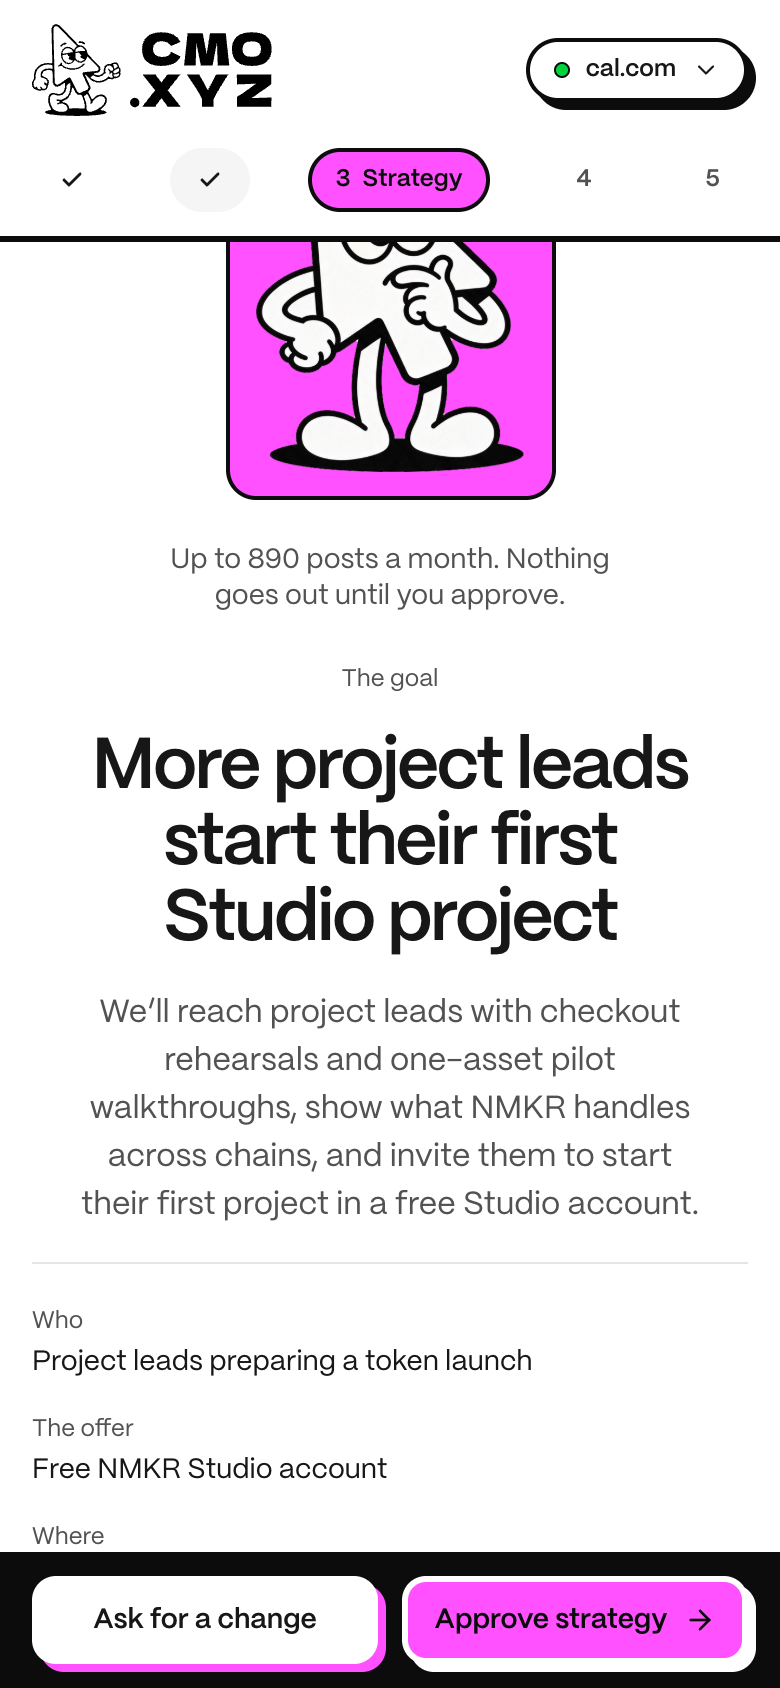 CMO
.XYZ
cal.com
3 Strategy
4
5
Up to 890 posts a month. Nothing
goes out until you approve.
The goal
More project leads
start their first
Studio project
We’ll reach project leads with checkout
rehearsals and one-asset pilot
walkthroughs, show what NMKR handles
across chains, and invite them to start
their first project in a free Studio account.
Who
Project leads preparing a token launch
The offer
Free NMKR Studio account
Where
Ask for a change
Approve strategy